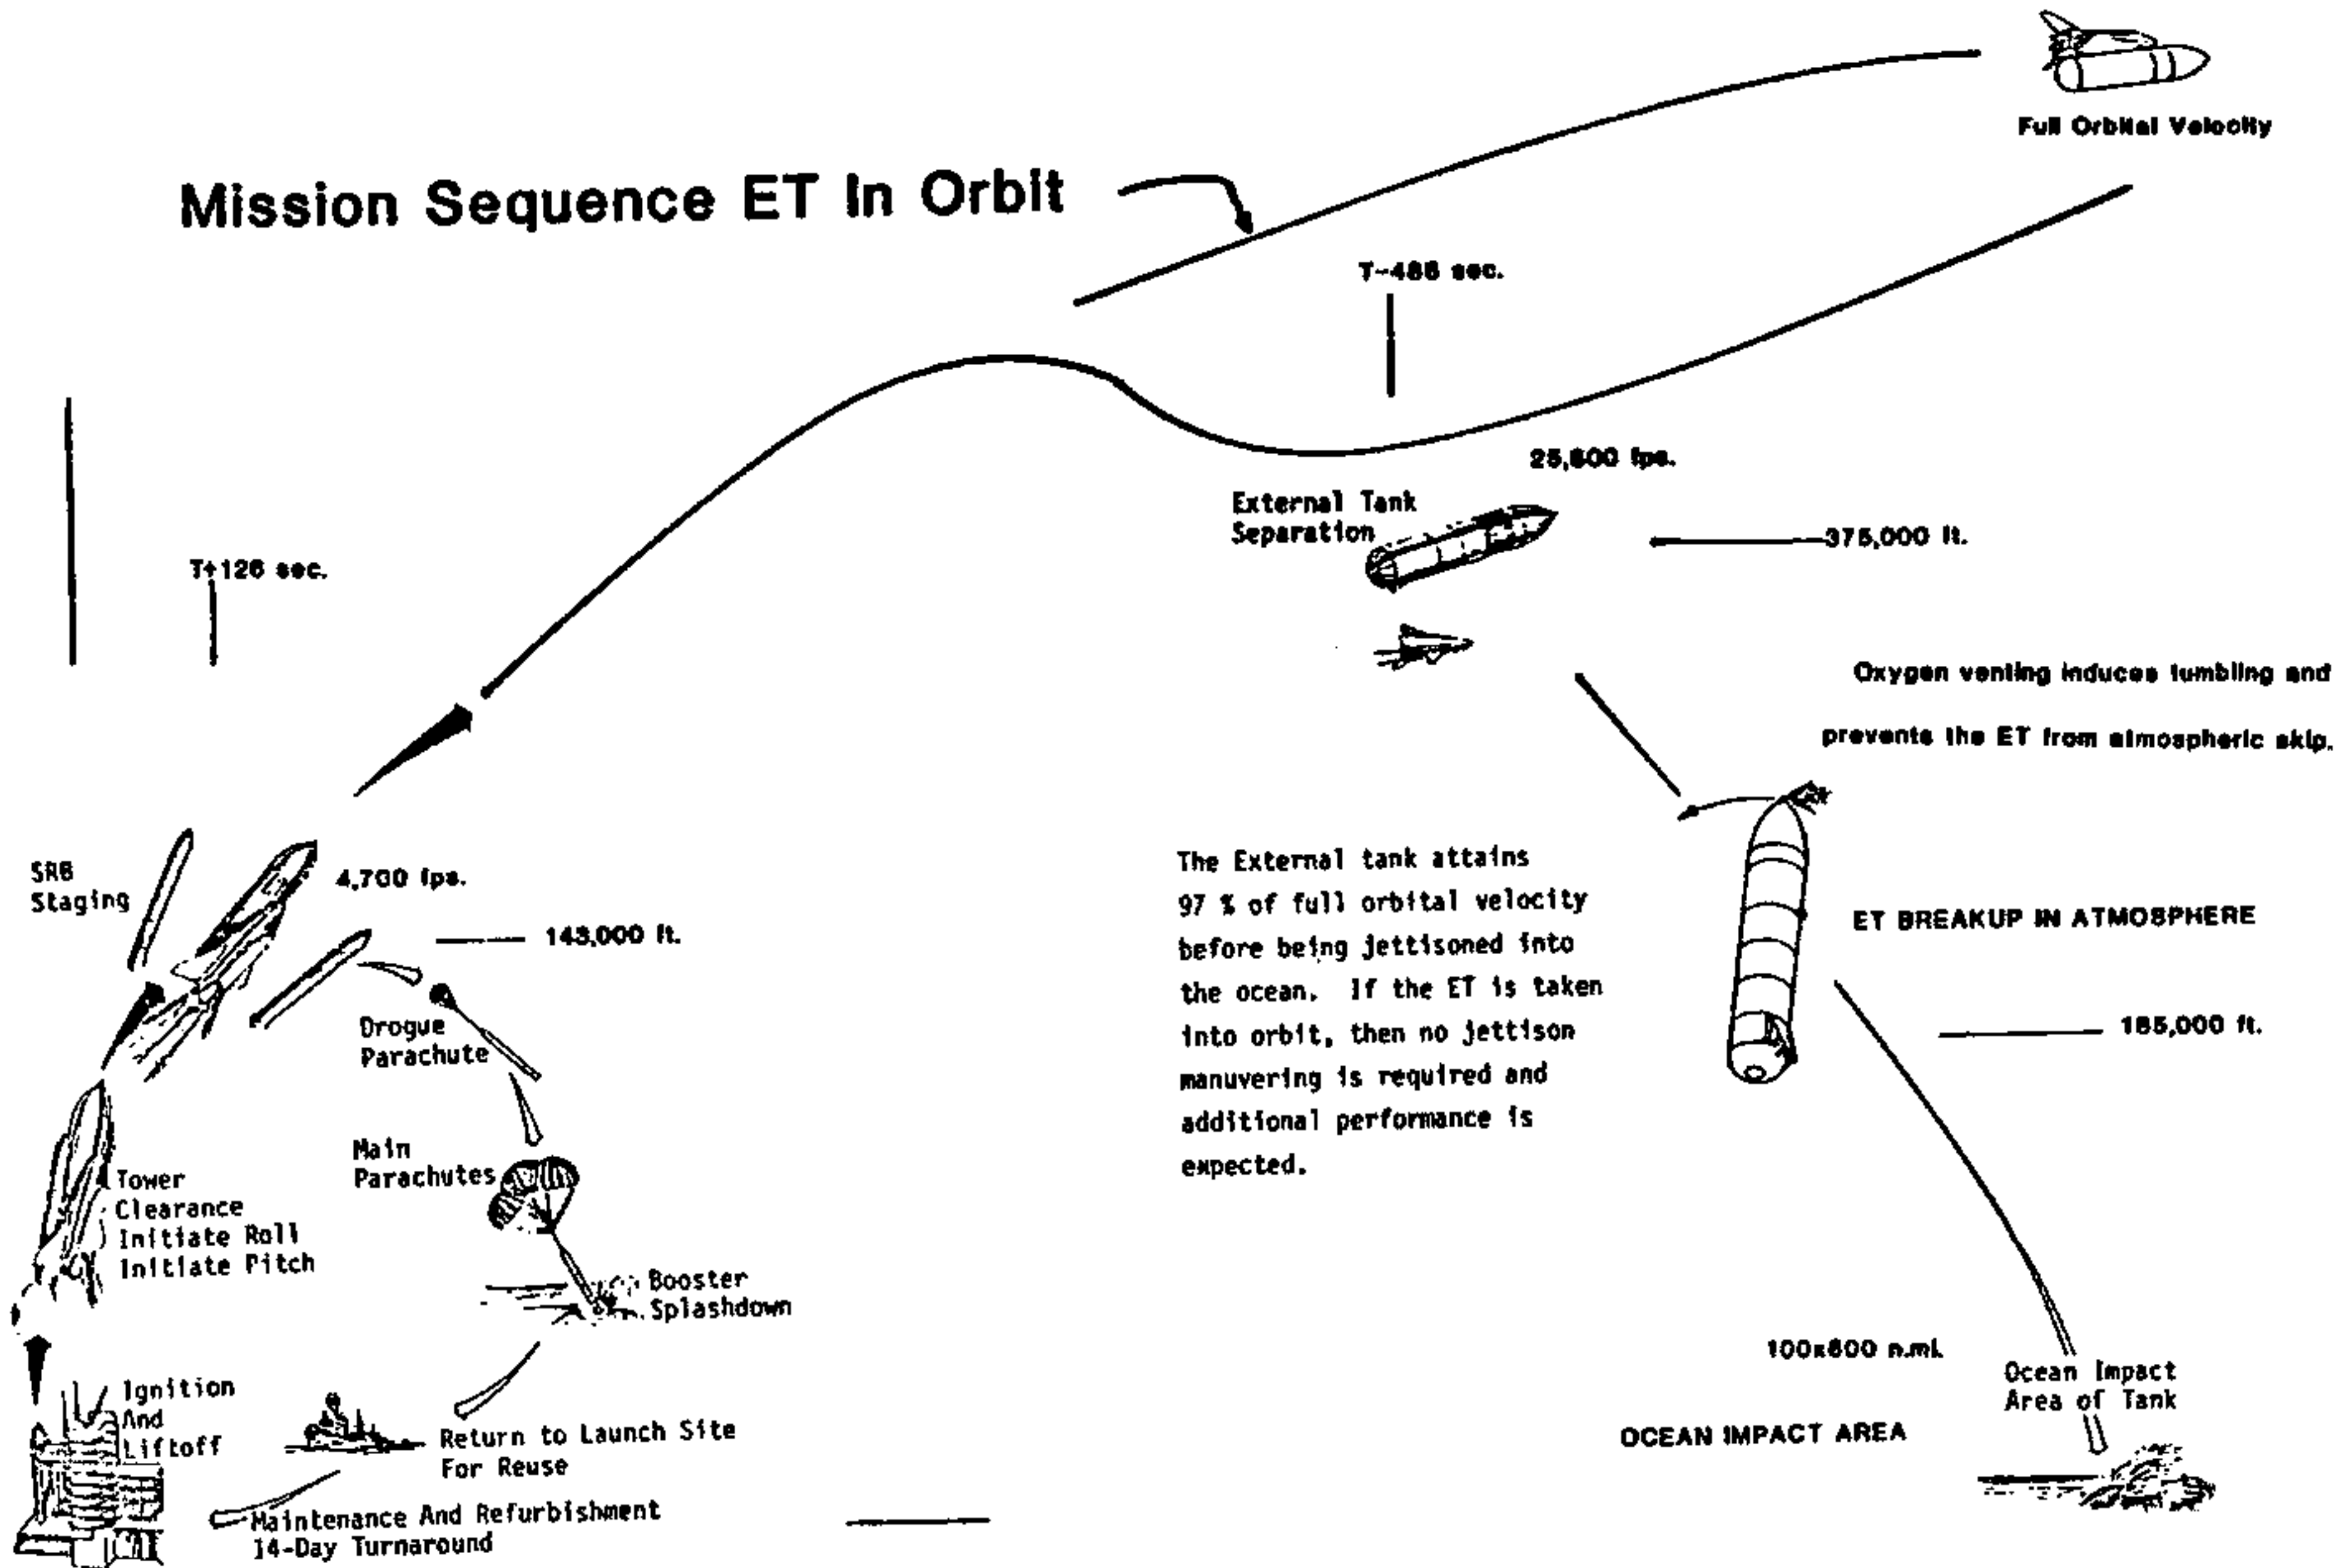 Full Orbital Velocity
Mission Sequence ET In Orbit
T-486 sec.
25,600 fps.
External Tank
Separation
375,000 ft.
T+126 sec.
Oxygen venting induces tumbling and
prevents the ET from atmospheric skip.
SRB
Staging
4,700 fps.
143,000 ft.
Drogue
Parachute
The External tank attains
97 % of full orbital velocity
before being jettisoned into
the ocean. If the ET is taken
into orbit, then no jettison
manuvering is required and
additional performance is
expected.
ET BREAKUP IN ATMOSPHERE
185,000 ft.
Main
Parachutes
Tower
Clearance
Initiate Roll
Initiate Pitch
Booster
Splashdown
100x600 n.mi.
Ocean Impact
Area of Tank
OCEAN IMPACT AREA
Ignition
And
Liftoff
Return to Launch Site
For Reuse
Maintenance And Refurbishment
14-Day Turnaround